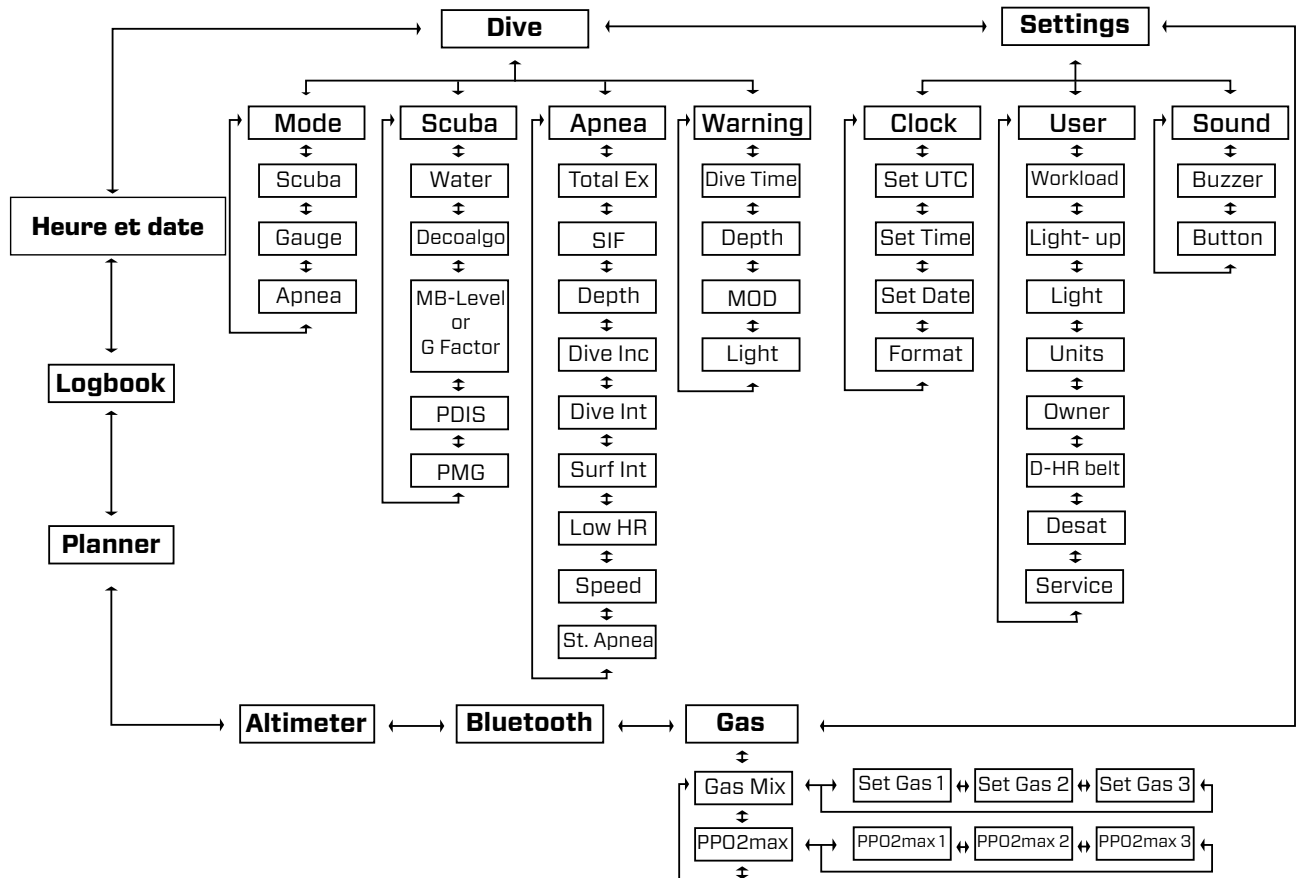 Dive
Settings
Mode
Scuba
Gauge
Apnea
Scuba
Water
Decoalgo
MB-Level
or
G Factor
PDIS
PMG
Apnea
Total Ex
SIF
Depth
Dive Inc
Dive Int
Surf Int
Low HR
Speed
St. Apnea
Warning
Dive Time
Depth
MOD
Light
Clock
Set UTC
Set Time
Set Date
Format
User
Workload
Light- up
Light
Units
Owner
D-HR belt
Desat
Service
Sound
Buzzer
Button
Heure et date
Logbook
Planner
Altimeter
Bluetooth
Gas
Gas Mix
Set Gas 1
Set Gas 2
Set Gas 3
PPO2max
PPO2max 1
PPO2max 2
PPO2max 3